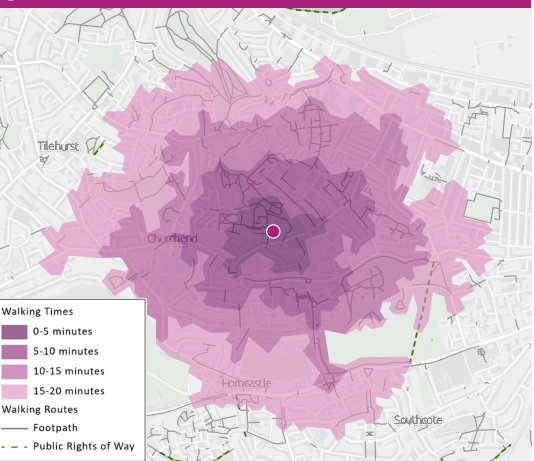 Tilehurst
Churchend
Walking Times
0-5 minutes
5-10 minutes
10-15 minutes
15-20 minutes
Walking Routes
Footpath
Public Rights of Way
Horncastle
Southcote